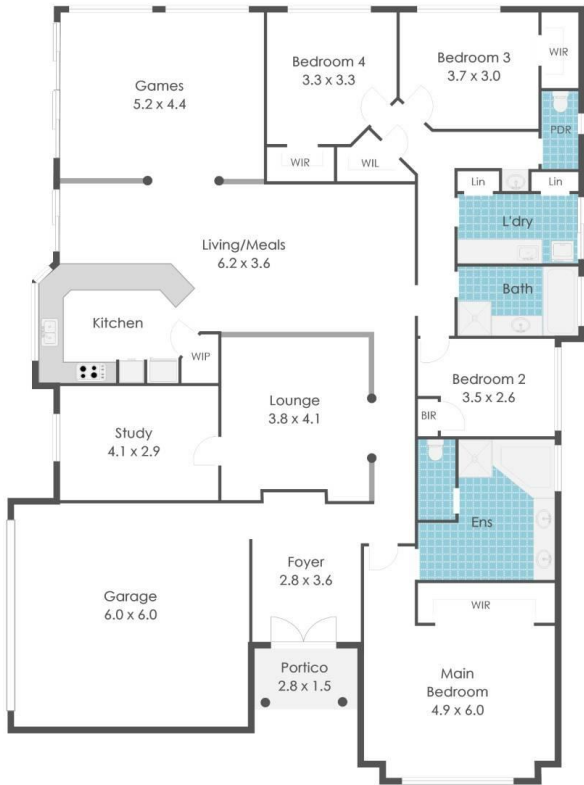 Bedroom 4
3.3 x 3.3
Bedroom 3
3.7 x 3.0
WIR
Games
5.2 x 4.4
PDR
WIR
WIL
Lin
Lin
L'dry
Living/Meals
6.2 x 3.6
Bath
Kitchen
WIP
Bedroom 2
3.5 x 2.6
Lounge
3.8 x 4.1
BIR
Study
4.1 x 2.9
Ens
Foyer
2.8 x 3.6
Garage
6.0 x 6.0
WIR
Portico
2.8 x 1.5
Main
Bedroom
4.9 x 6.0